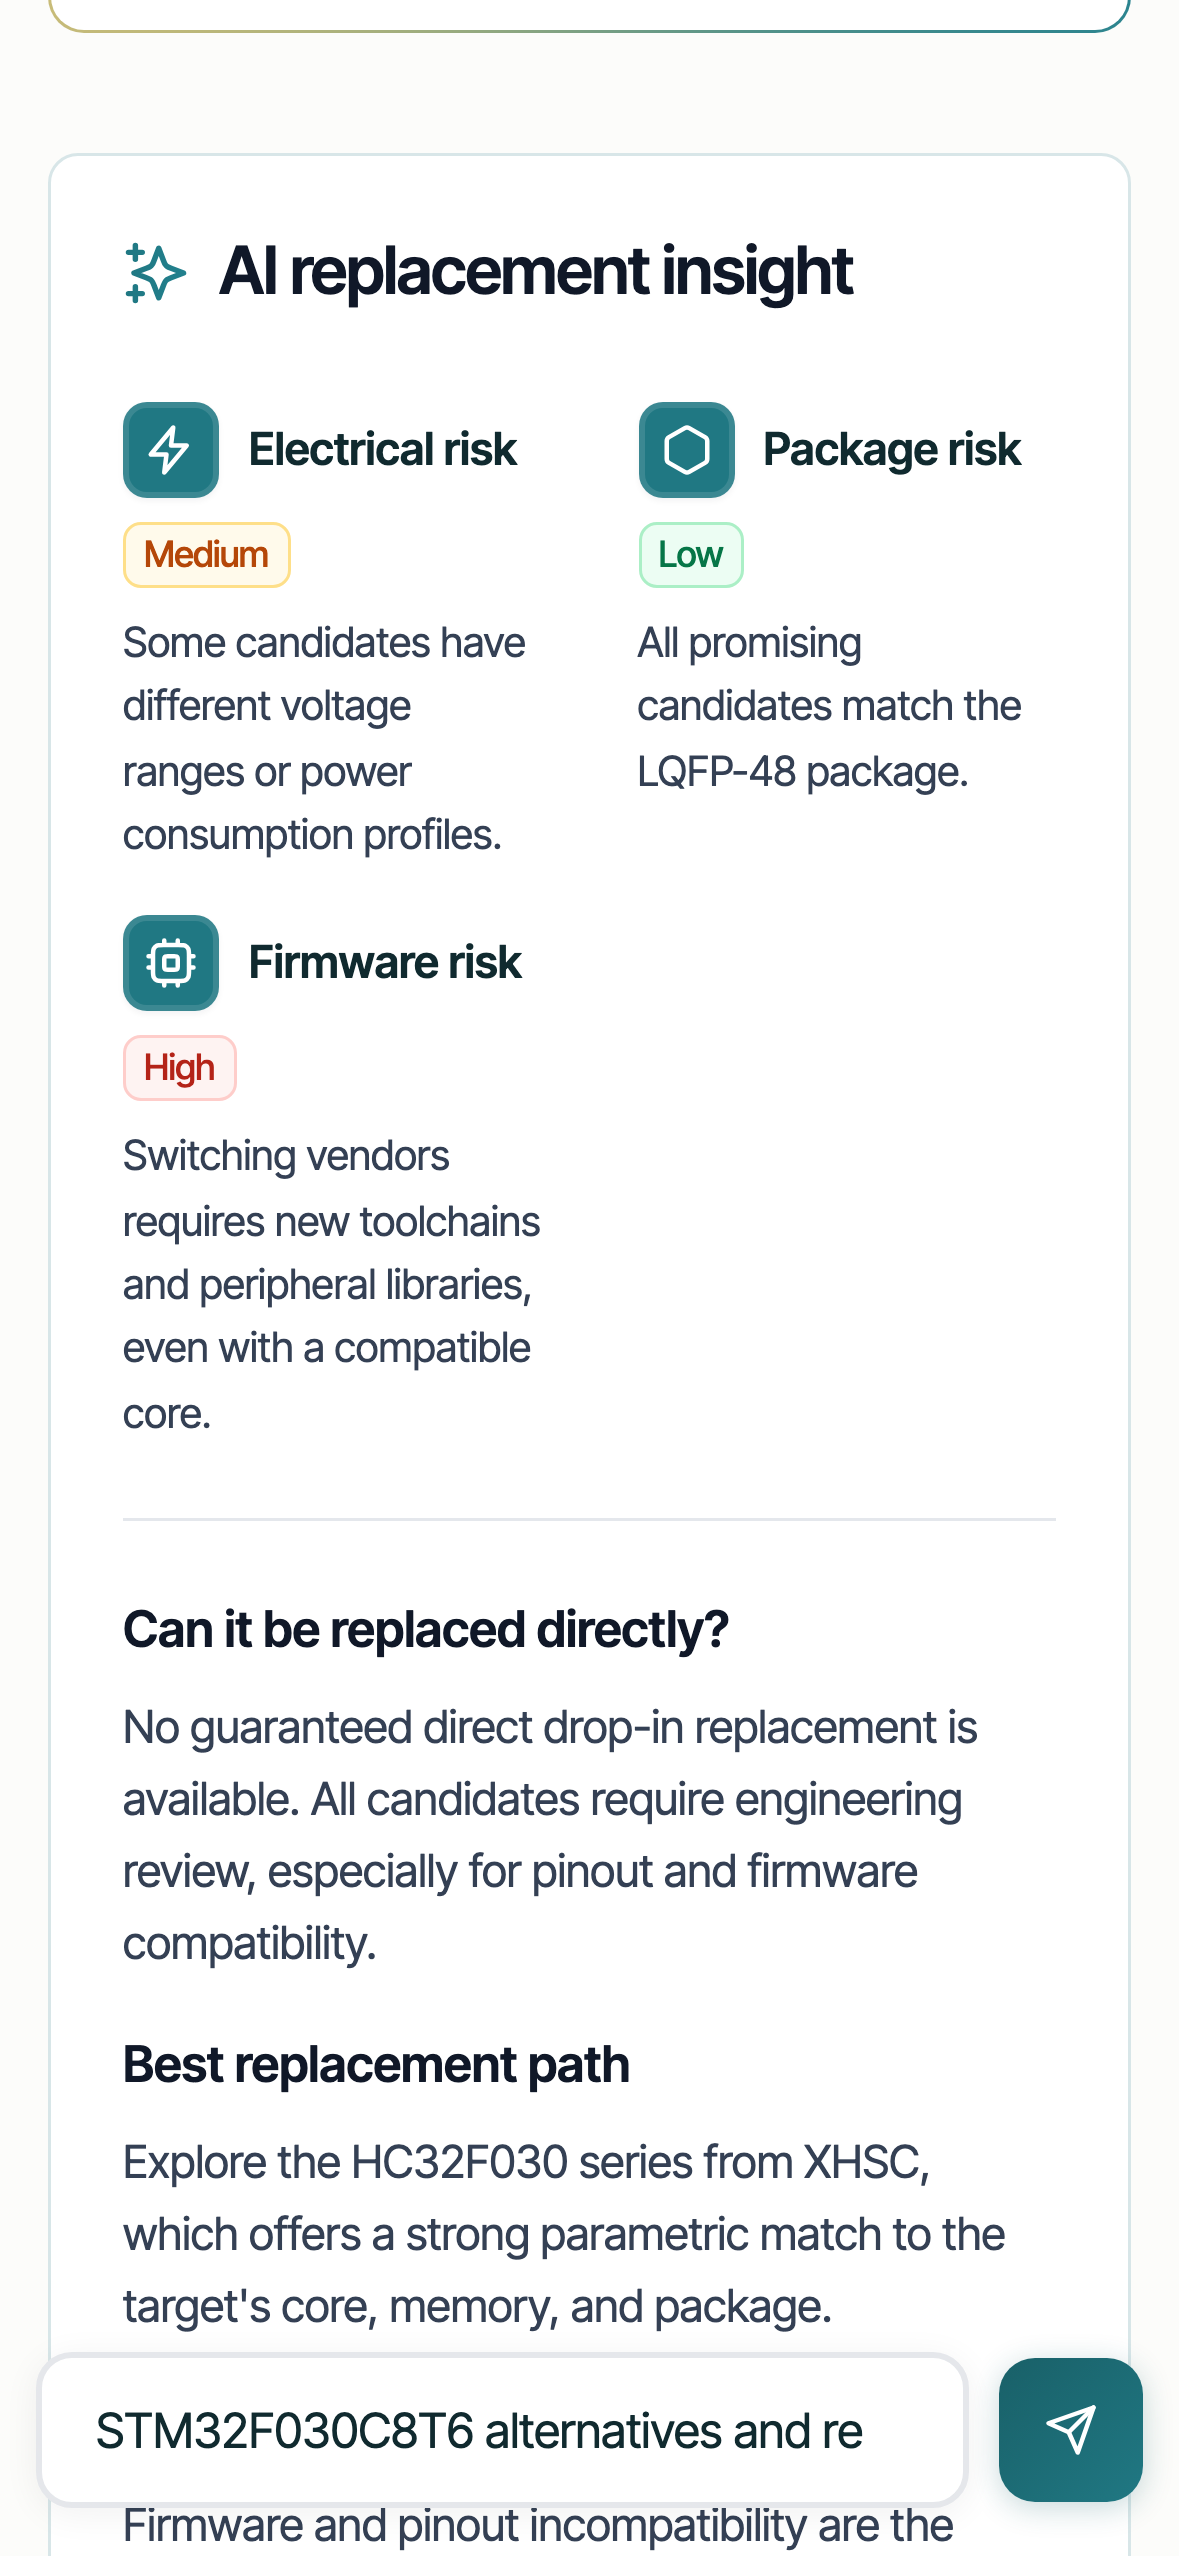 AI replacement insight
Electrical risk
Medium
Some candidates have
different voltage
ranges or power
consumption profiles.
Package risk
Low
All promising
candidates match the
LQFP-48 package.
Firmware risk
High
Switching vendors
requires new toolchains
and peripheral libraries,
even with a compatible
core.
Can it be replaced directly?
No guaranteed direct drop-in replacement is
available. All candidates require engineering
review, especially for pinout and firmware
compatibility.
Best replacement path
Explore the HC32F030 series from XHSC,
which offers a strong parametric match to the
target's core, memory, and package.
STM32F030C8T6 alternatives and re
Firmware and pinout incompatibility are the